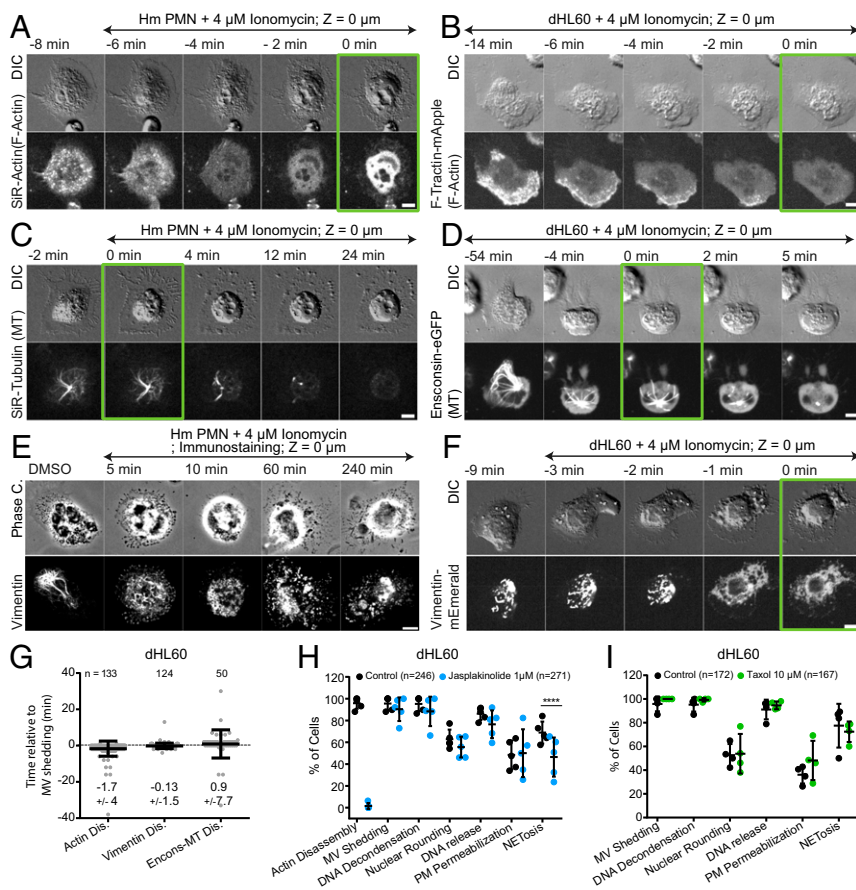 A
Hm PMN + 4 µM Ionomycin; Z = 0 µm
-8 min -6 min -4 min - 2 min 0 min
DIC
SiR-Actin(F-Actin)
B
dHL60 + 4 µM Ionomycin; Z = 0 µm
-14 min -6 min -4 min -2 min 0 min
DIC
F-Tractin-mApple
(F-Actin)
C
Hm PMN + 4 µM Ionomycin; Z = 0 µm
-2 min 0 min 4 min 12 min 24 min
DIC
SiR-Tubulin (MT)
D
dHL60 + 4 µM Ionomycin; Z = 0 µm
-54 min -4 min 0 min 2 min 5 min
DIC
Ensconsin-eGFP
(MT)
E
Hm PMN + 4 µM Ionomycin
; Immunostaining; Z = 0 µm
DMSO 5 min 10 min 60 min 240 min
Phase C.
Vimentin
F
dHL60 + 4 µM Ionomycin; Z = 0 µm
-9 min -3 min -2 min -1 min 0 min
DIC
Vimentin-
mEmerald
G
dHL60
Time relative to
MV shedding (min)
40
20
0
-20
-40
n = 133 124 50
-1.7 -0.13 0.9
+/- 4 +/-1.5 +/-7.7
Actin Dis.
Vimentin Dis.
Encons-MT Dis.
H
dHL60
Control (n=246) Jasplakinolide 1µM (n=271)
****
% of Cells
120
100
80
60
40
20
0
Actin Disassembly
MV Shedding
DNA Decondensation
Nuclear Rounding
DNA release
PM Permeabilization
NETosis
I
dHL60
Control (n=172) Taxol 10 µM (n=167)
% of Cells
120
100
80
60
40
20
0
MV Shedding
DNA Decondensation
Nuclear Rounding
DNA release
PM Permeabilization
NETosis